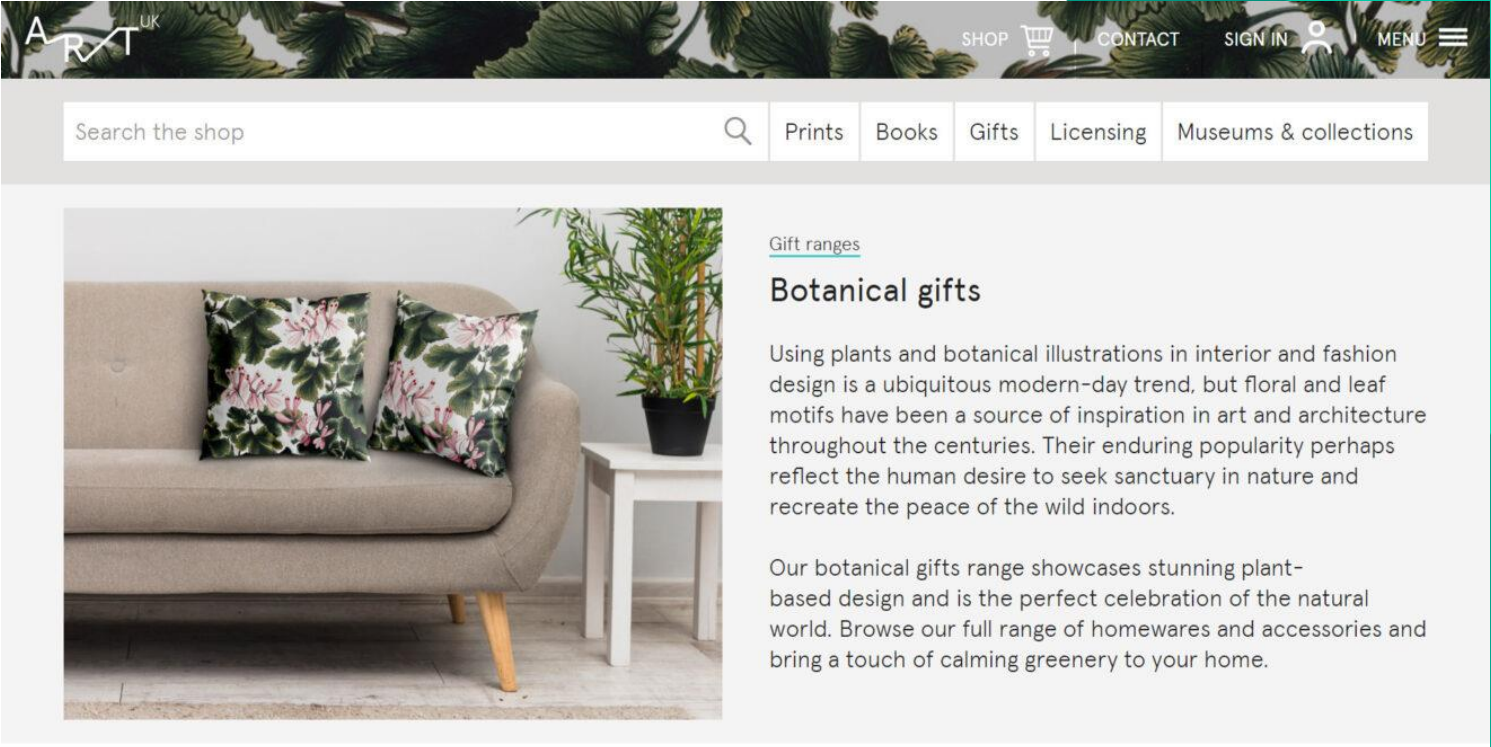 ART UK
SHOP
CONTACT
SIGN IN
MENU
Search the shop
Prints
Books
Gifts
Licensing
Museums & collections
Gift ranges
Botanical gifts
Using plants and botanical illustrations in interior and fashion
design is a ubiquitous modern-day trend, but floral and leaf
motifs have been a source of inspiration in art and architecture
throughout the centuries. Their enduring popularity perhaps
reflect the human desire to seek sanctuary in nature and
recreate the peace of the wild indoors.
Our botanical gifts range showcases stunning plant-
based design and is the perfect celebration of the natural
world. Browse our full range of homewares and accessories and
bring a touch of calming greenery to your home.